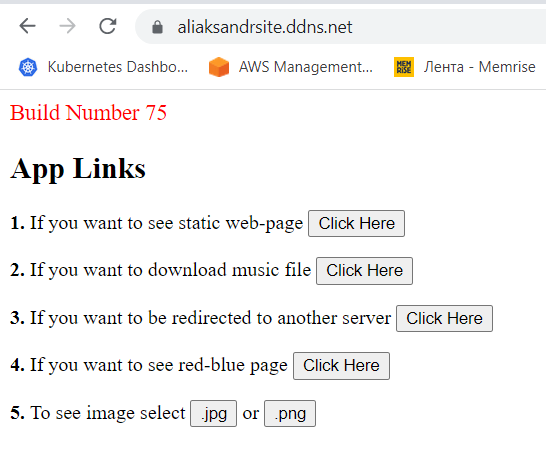 aliaksandrsite.ddns.net
Kubernetes Dashbo... AWS Management... MEM RISE Лента - Memrise
Build Number 75
App Links
1. If you want to see static web-page Click Here
2. If you want to download music file Click Here
3. If you want to be redirected to another server Click Here
4. If you want to see red-blue page Click Here
5. To see image select .jpg or .png